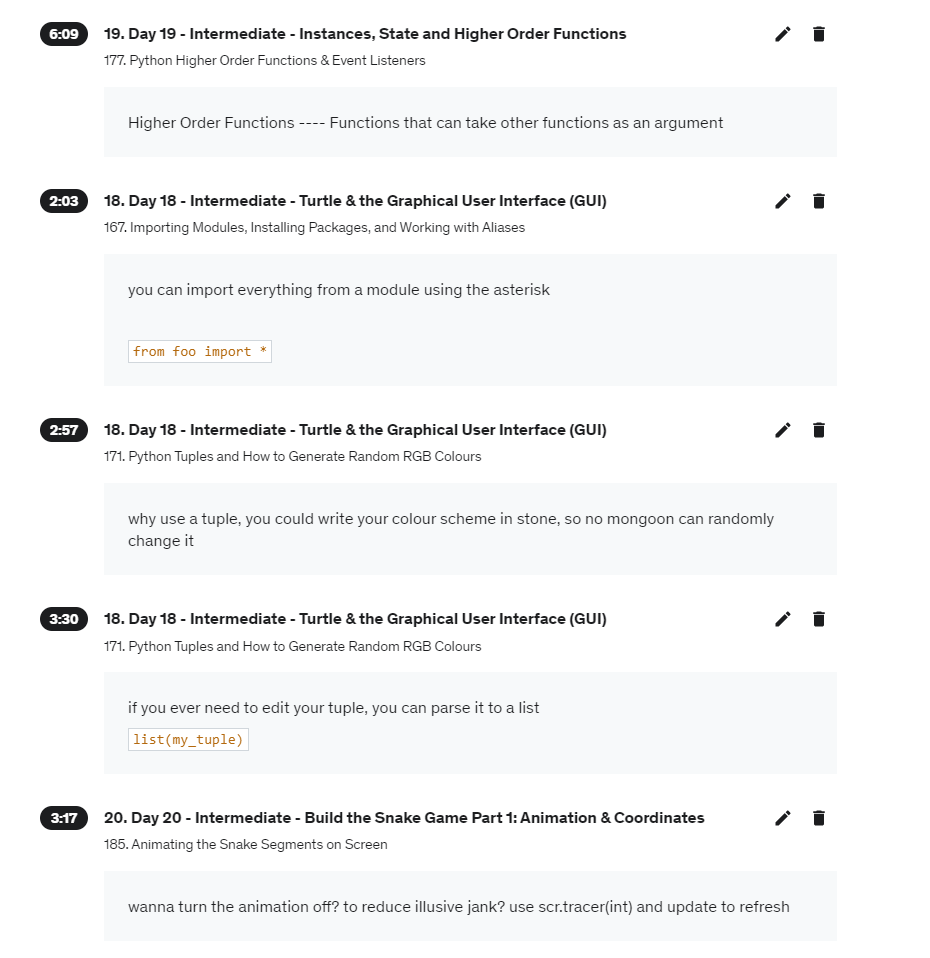 6:09
19. Day 19 - Intermediate - Instances, State and Higher Order Functions
177. Python Higher Order Functions & Event Listeners
Higher Order Functions ---- Functions that can take other functions as an argument
2:03
18. Day 18 - Intermediate - Turtle & the Graphical User Interface (GUI)
167. Importing Modules, Installing Packages, and Working with Aliases
you can import everything from a module using the asterisk
from foo import *
2:57
18. Day 18 - Intermediate - Turtle & the Graphical User Interface (GUI)
171. Python Tuples and How to Generate Random RGB Colours
why use a tuple, you could write your colour scheme in stone, so no mongoon can randomly
change it
3:30
18. Day 18 - Intermediate - Turtle & the Graphical User Interface (GUI)
171. Python Tuples and How to Generate Random RGB Colours
if you ever need to edit your tuple, you can parse it to a list
list(my_tuple)
3:17
20. Day 20 - Intermediate - Build the Snake Game Part 1: Animation & Coordinates
185. Animating the Snake Segments on Screen
wanna turn the animation off? to reduce illusive jank? use scr.tracer(int) and update to refresh